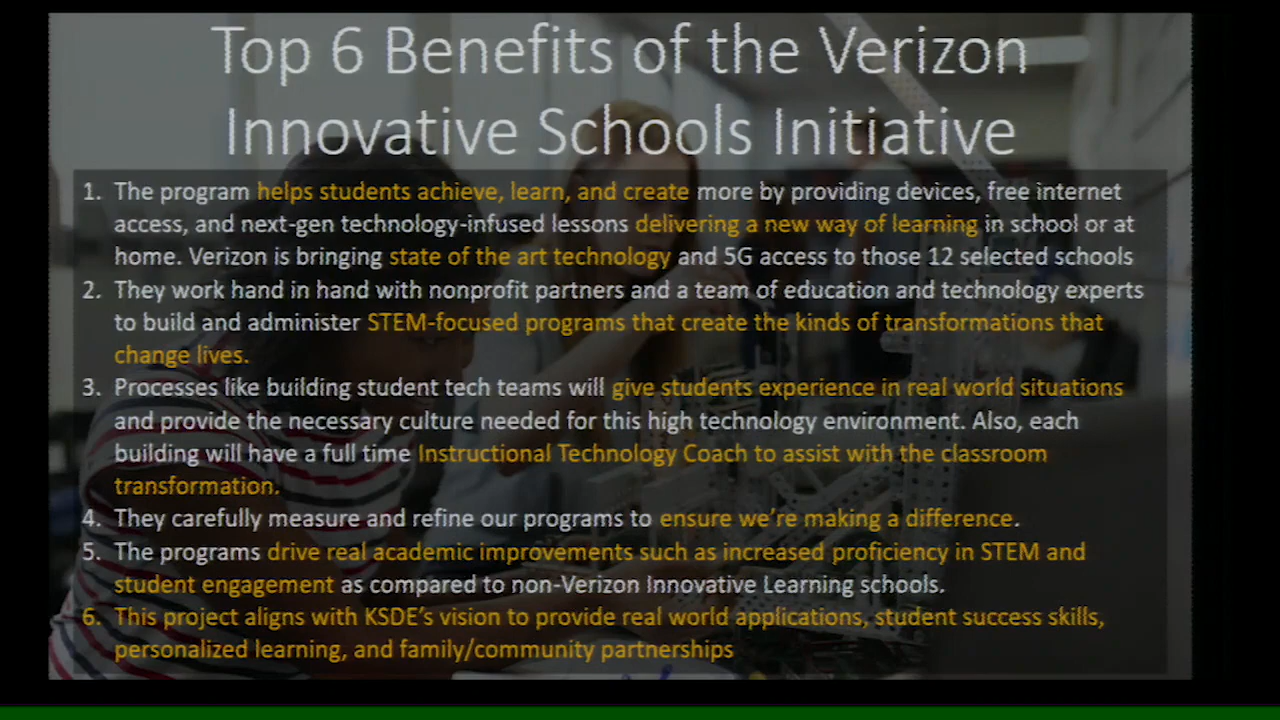 Top 6 Benefits of the Verizon
Innovative Schools Initiative
1. The program helps students achieve, learn, and create more by providing devices, free internet
access, and next-gen technology-infused lessons delivering a new way of learning in school or at
home. Verizon is bringing state of the art technology and 5G access to those 12 selected schools
2. They work hand in hand with nonprofit partners and a team of education and technology experts
to build and administer STEM-focused programs that create the kinds of transformations that
change lives.
3. Processes like building student tech teams will give students experience in real world situations
and provide the necessary culture needed for this high technology environment. Also, each
building will have a full time Instructional Technology Coach to assist with the classroom
transformation.
4. They carefully measure and refine our programs to ensure we're making a difference.
5. The programs drive real academic improvements such as increased proficiency in STEM and
student engagement as compared to non-Verizon Innovative Learning schools.
6. This project aligns with KSDE's vision to provide real world applications, student success skills,
personalized learning, and family/community partnerships